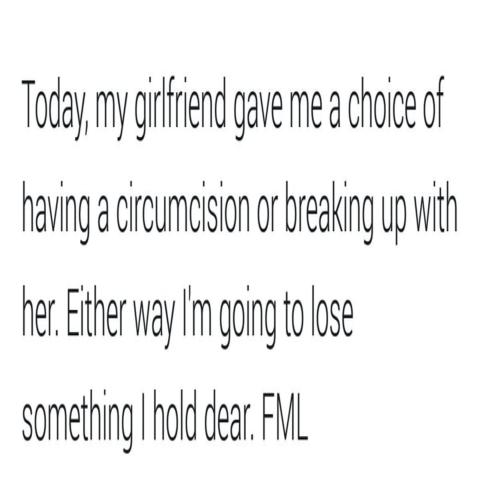 Today, my girlfriend gave me a choice of
having a circumcision or breaking up with
her. Either way I'm going to lose
something I hold dear. FML